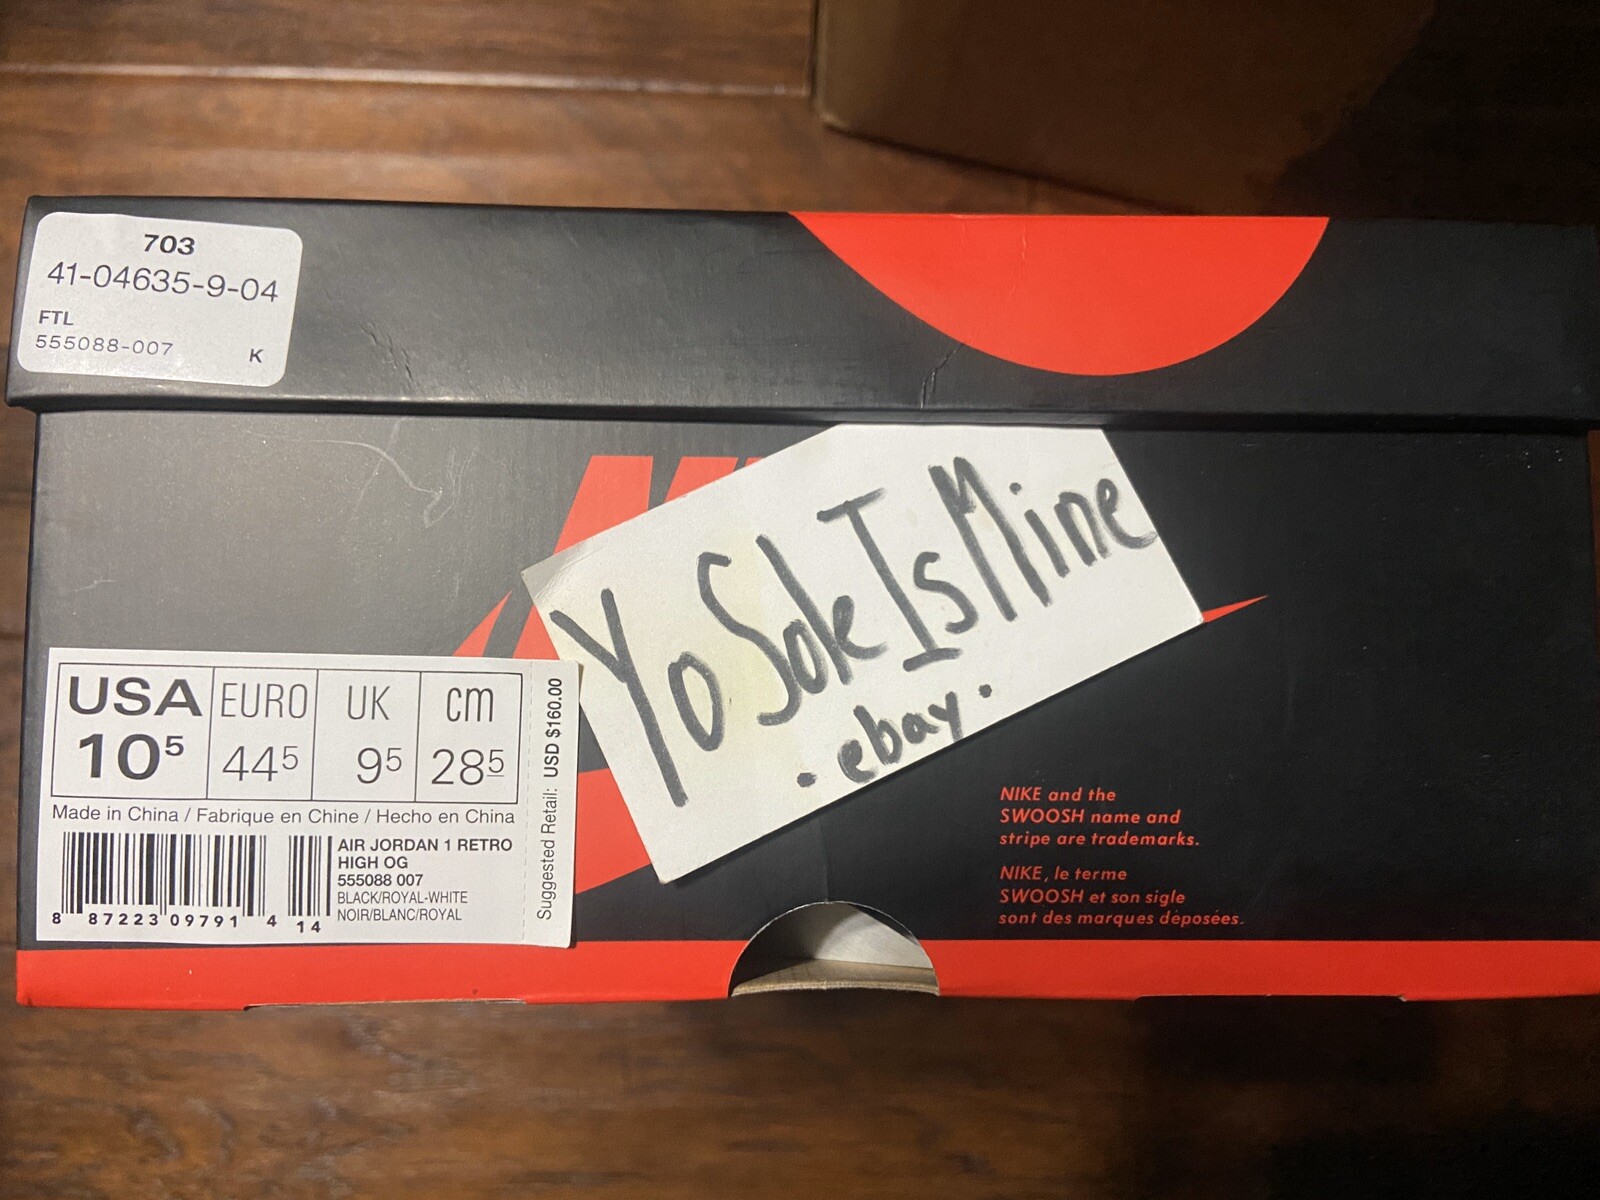 703
41-04635-9-04
FTL
555088-007 K
Yo Sole Is Mine
· ebay ·
USA EURO UK cm
10⁵ 44⁵ 9⁵ 28⁵
Made in China / Fabrique en Chine / Hecho en China
AIR JORDAN 1 RETRO
HIGH OG
555088 007
BLACK/ROYAL-WHITE
NOIR/BLANC/ROYAL
8 87223 09791 4 14
Suggested Retail: USD $160.00
NIKE and the
SWOOSH name and
stripe are trademarks.
NIKE, le terme
SWOOSH et son sigle
sont des marques déposées.